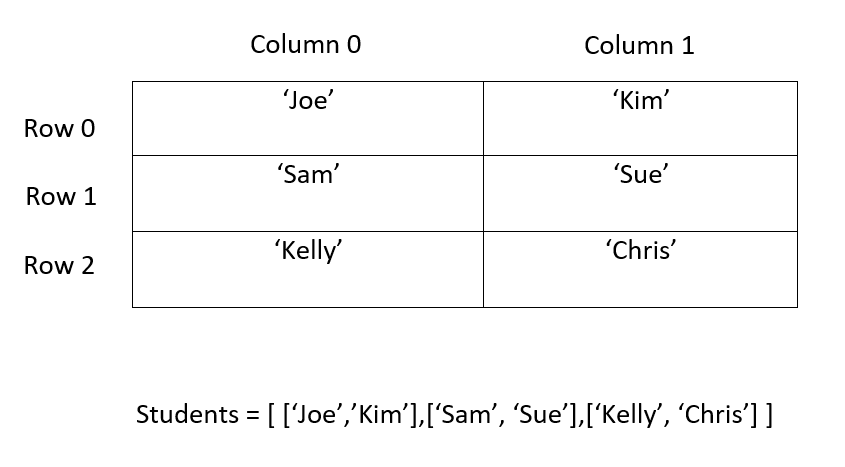 Column 0 Column 1
Row 0 ‘Joe’ ‘Kim’
Row 1 ‘Sam’ ‘Sue’
Row 2 ‘Kelly’ ‘Chris’
Students = [ [‘Joe’,’Kim’],[‘Sam’, ‘Sue’],[‘Kelly’, ‘Chris’] ]